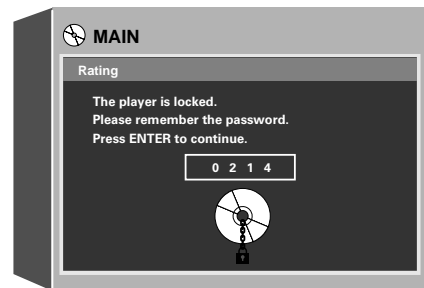 MAIN
Rating
The player is locked.
Please remember the password.
Press ENTER to continue.
0 2 1 4